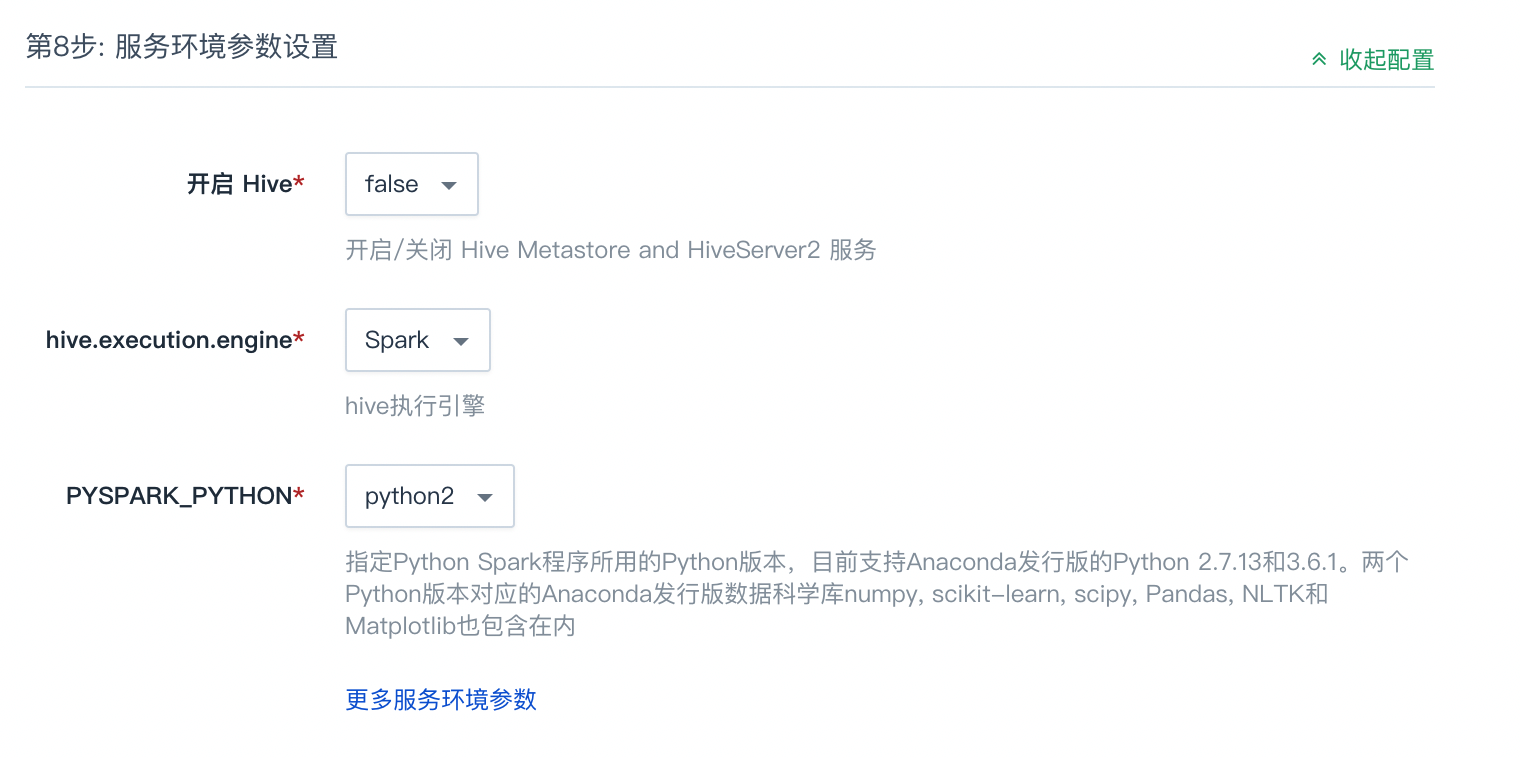 第8步: 服务环境参数设置
收起配置
开启 Hive*
false
开启/关闭 Hive Metastore and HiveServer2 服务
hive.execution.engine*
Spark
hive执行引擎
PYSPARK_PYTHON*
python2
指定Python Spark程序所用的Python版本，目前支持Anaconda发行版的Python 2.7.13和3.6.1。两个
Python版本对应的Anaconda发行版数据科学库numpy, scikit-learn, scipy, Pandas, NLTK和
Matplotlib也包含在内
更多服务环境参数